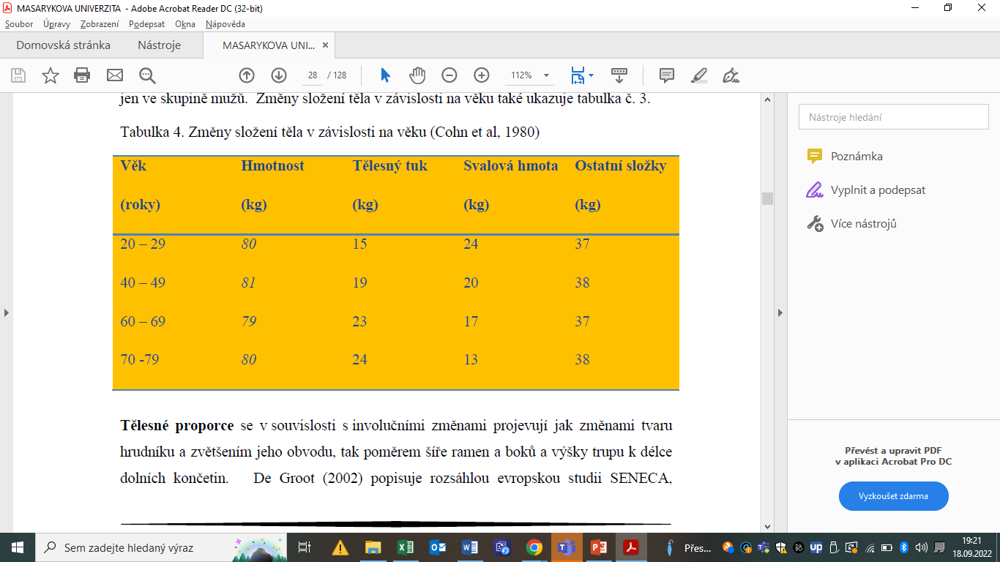 MASARYKOVA UNIVERZITA - Adobe Acrobat Reader DC (32-bit)
Soubor Úpravy Zobrazení Podepsat Okna Nápověda
Domovská stránka Nástroje MASARYKOVA UNI... ×
28 / 128 112%
jen ve skupině mužů. Změny složení těla v závislosti na věku také ukazuje tabulka č. 3.
Tabulka 4. Změny složení těla v závislosti na věku (Cohn et al, 1980)
Věk Hmotnost Tělesný tuk Svalová hmota Ostatní složky
(roky) (kg) (kg) (kg) (kg)
20 – 29 80 15 24 37
40 – 49 81 19 20 38
60 – 69 79 23 17 37
70 -79 80 24 13 38
Tělesné proporce se v souvislosti s involučními změnami projevují jak změnami tvaru
hrudníku a zvětšením jeho obvodu, tak poměrem šíře ramen a boků a výšky trupu k délce
dolních končetin. De Groot (2002) popisuje rozsáhlou evropskou studii SENECA,
Nástroje hledání
Poznámka
Vyplnit a podepsat
Více nástrojů
Převést a upravit PDF
v aplikaci Acrobat Pro DC
Vyzkoušet zdarma
Sem zadejte hledaný výraz
Přes...
19:21
18.09.2022